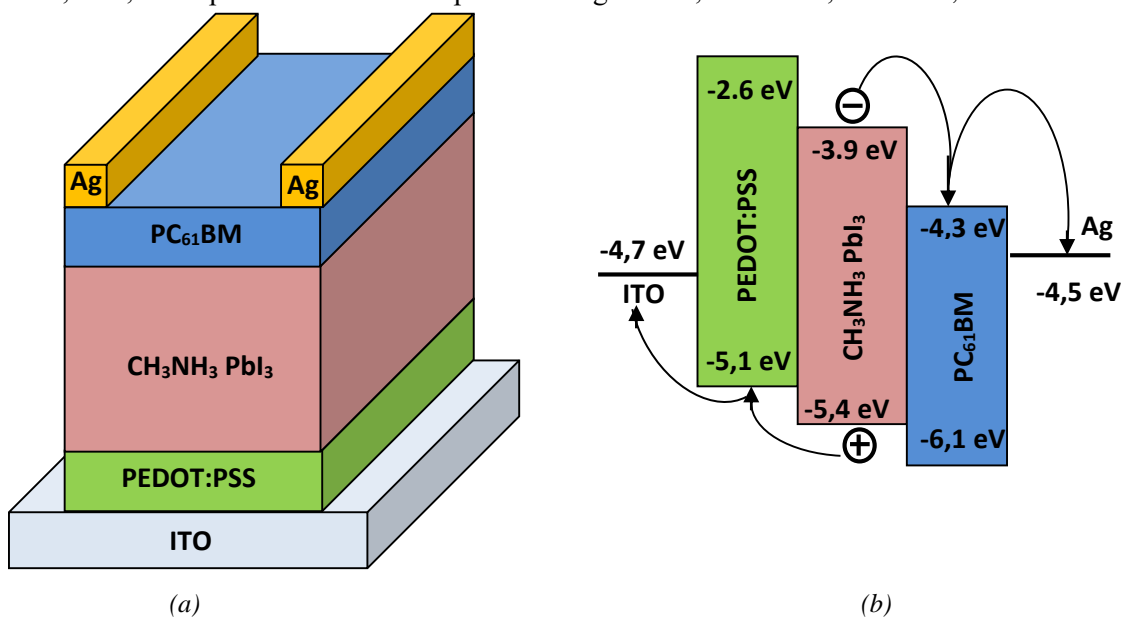 Ag
Ag
PC₆₁BM
CH₃NH₃ PbI₃
PEDOT:PSS
ITO
(a)
-4,7 eV
ITO
-2.6 eV
PEDOT:PSS
-5,1 eV
-3.9 eV
CH₃NH₃ PbI₃
-5,4 eV
-4,3 eV
PC₆₁BM
-6,1 eV
Ag
-4,5 eV
(b)